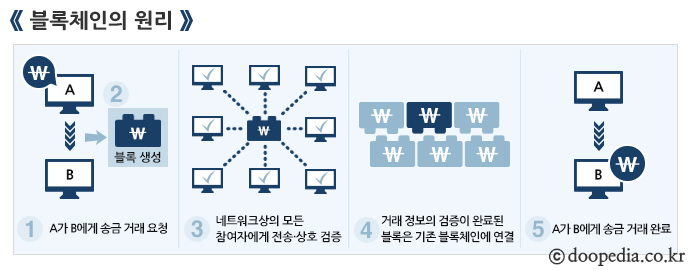 《 블록체인의 원리 》
₩
A
2
₩
B
블록 생성
1 A가 B에게 송금 거래 요청
₩
3 네트워크상의 모든
참여자에게 전송·상호 검증
₩ ₩ ₩
₩ ₩ ₩
4 거래 정보의 검증이 완료된
블록은 기존 블록체인에 연결
A
B ₩
5 A가 B에게 송금 거래 완료
ⓒ doopedia.co.kr